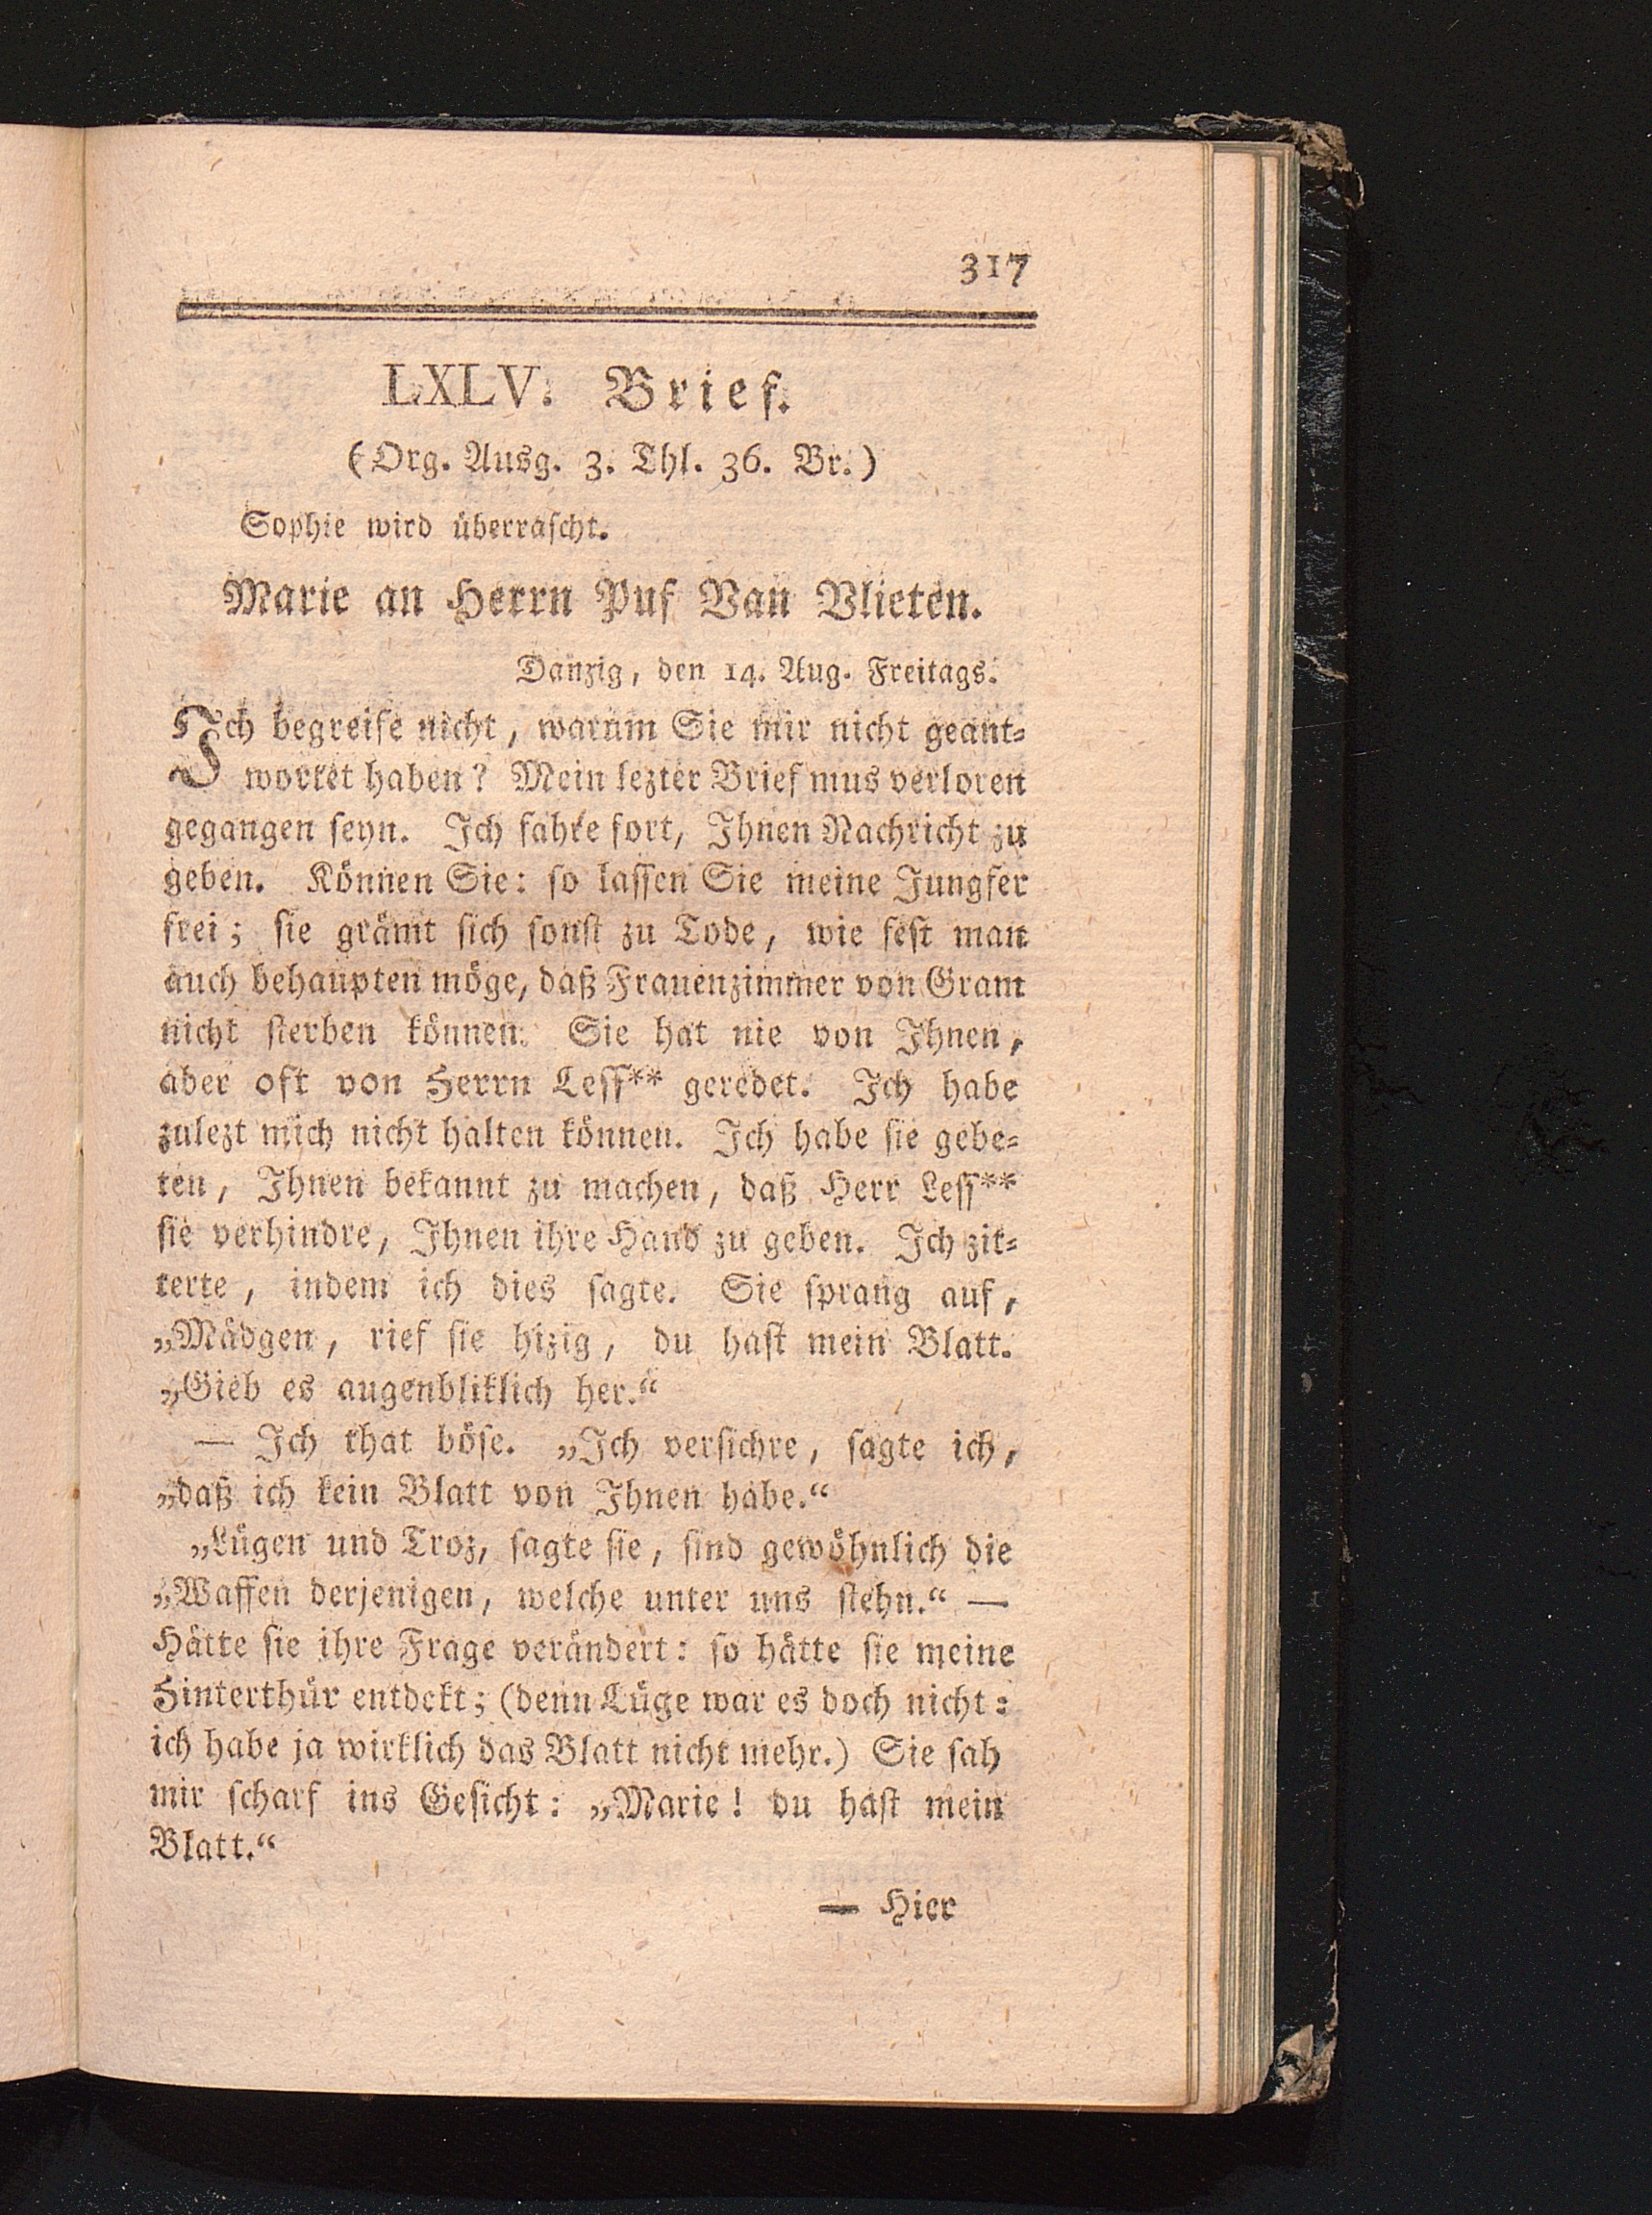 317
LXLV. Brief.
(Org. Ausg. 3. Thl. 36. Br.)
Sophie wird überrascht.
Marie an Herrn Puf Van Vlieten.
Danzig, den 14. Aug. Freitags.
Ich begreife nicht, warum Sie mir nicht geant-
wortet haben? Mein lezter Brief mus verloren
gegangen seyn. Ich fahre fort, Ihnen Nachricht zu
geben. Können Sie: so lassen Sie meine Jungfer
frei; sie grämt sich sonst zu Tode, wie fest man
auch behaupten möge, daß Frauenzimmer von Gram
nicht sterben können. Sie hat nie von Ihnen,
aber oft von Herrn Less** geredet. Ich habe
zulezt mich nicht halten können. Ich habe sie gebe-
ten, Ihnen bekannt zu machen, daß Herr Less**
sie verhindre, Ihnen ihre Hand zu geben. Ich zit-
terte, indem ich dies sagte. Sie sprang auf,
„Mädgen, rief sie hizig, du hast mein Blatt.
„Gieb es augenbliklich her.“
— Ich that böse. „Ich versichre, sagte ich,
„daß ich kein Blatt von Ihnen habe.“
„Lügen und Troz, sagte sie, sind gewöhnlich die
„Waffen derjenigen, welche unter uns stehn.“ —
Hätte sie ihre Frage verändert: so hätte sie meine
Hinterthür entdekt; (denn Lüge war es doch nicht:
ich habe ja wirklich das Blatt nicht mehr.) Sie sah
mir scharf ins Gesicht: „Marie! du hast mein
Blatt.“
— Hier